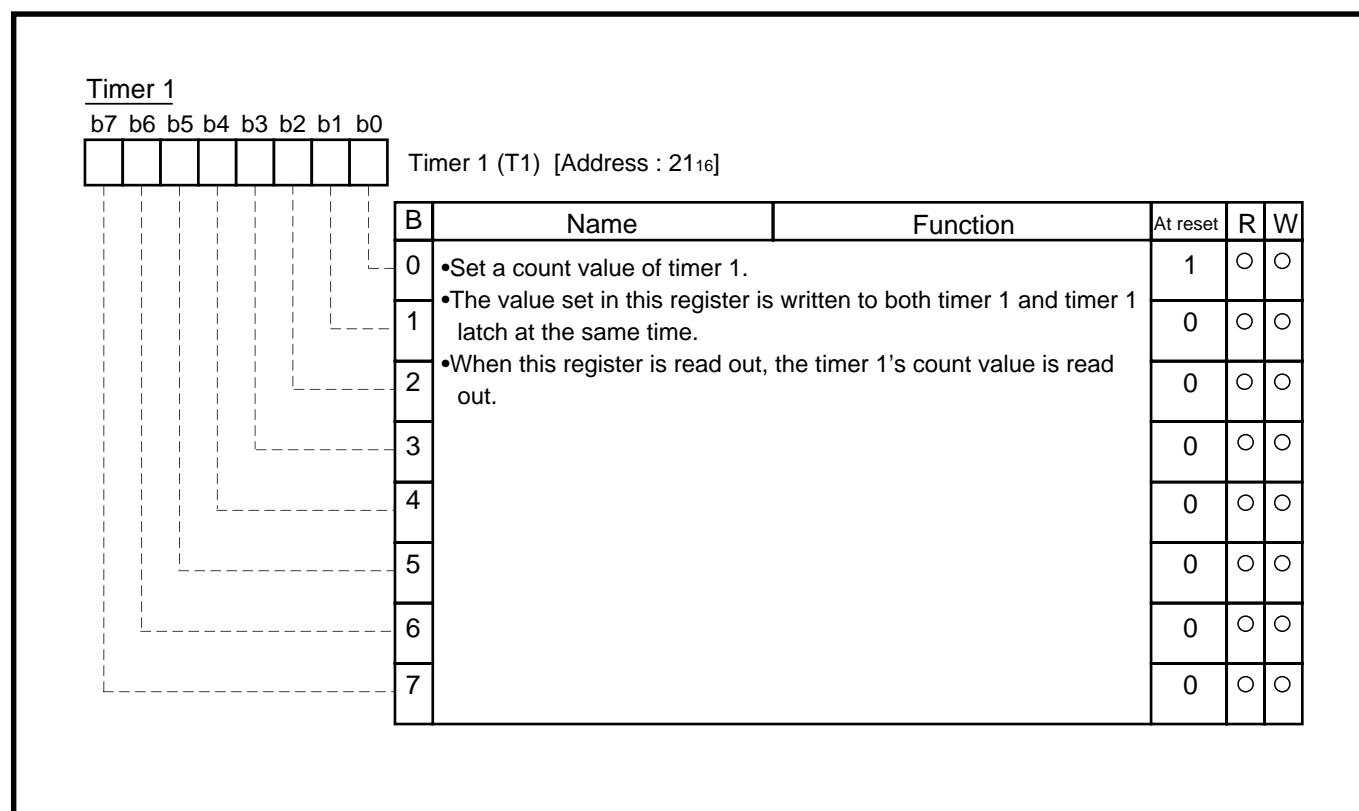 Timer 1
b7 b6 b5 b4 b3 b2 b1 b0
Timer 1 (T1) [Address : 2116]
B Name Function At reset R W
0 •Set a count value of timer 1. 1 ○ ○
•The value set in this register is written to both timer 1 and timer 1
1 latch at the same time. 0 ○ ○
•When this register is read out, the timer 1’s count value is read
2 out. 0 ○ ○
3 0 ○ ○
4 0 ○ ○
5 0 ○ ○
6 0 ○ ○
7 0 ○ ○